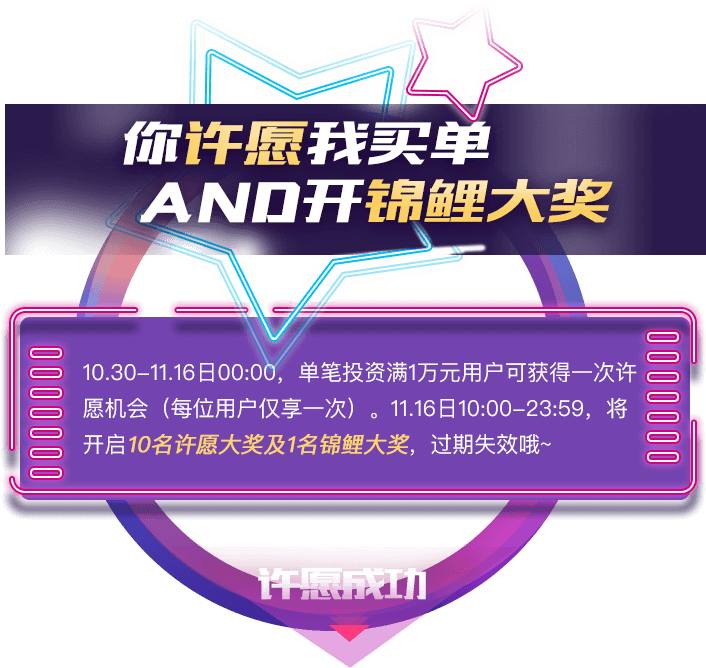 你许愿我买单
AND开锦鲤大奖
10.30-11.16日00:00，单笔投资满1万元用户可获得一次许
愿机会（每位用户仅享一次）。11.16日10:00-23:59，将
开启10名许愿大奖及1名锦鲤大奖，过期失效哦~
许愿成功